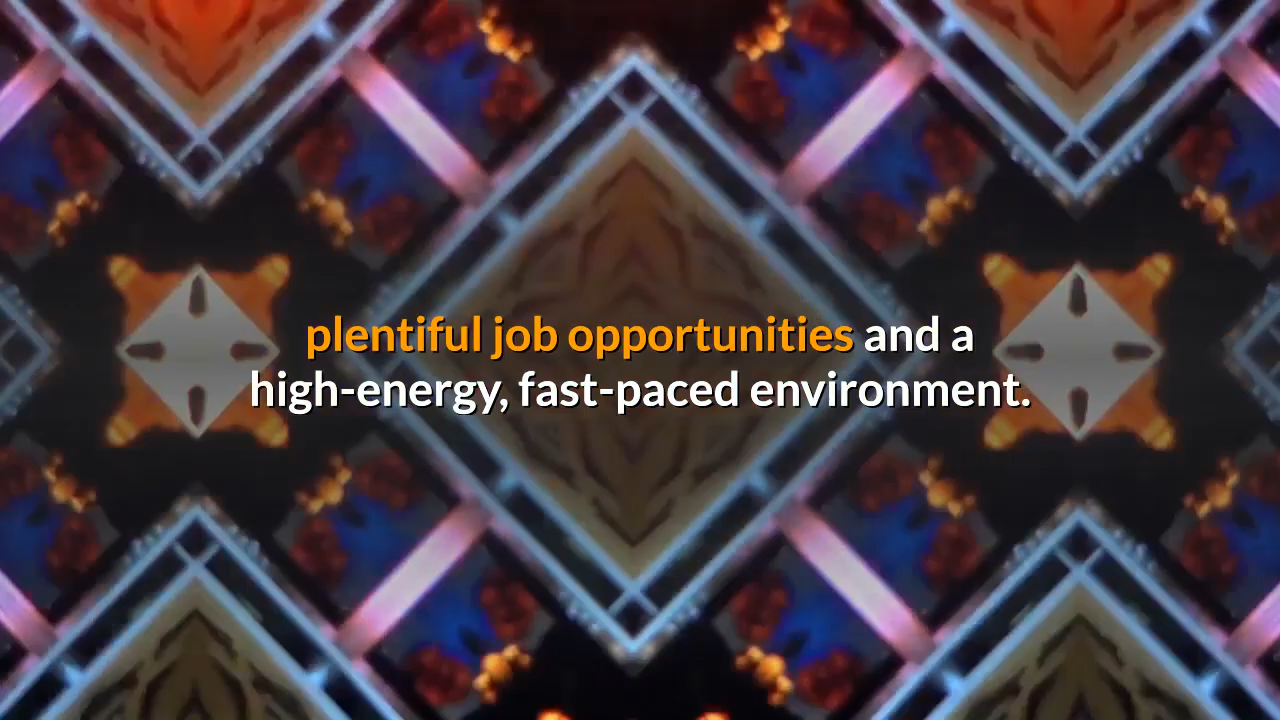 plentiful job opportunities and a
high-energy, fast-paced environment.